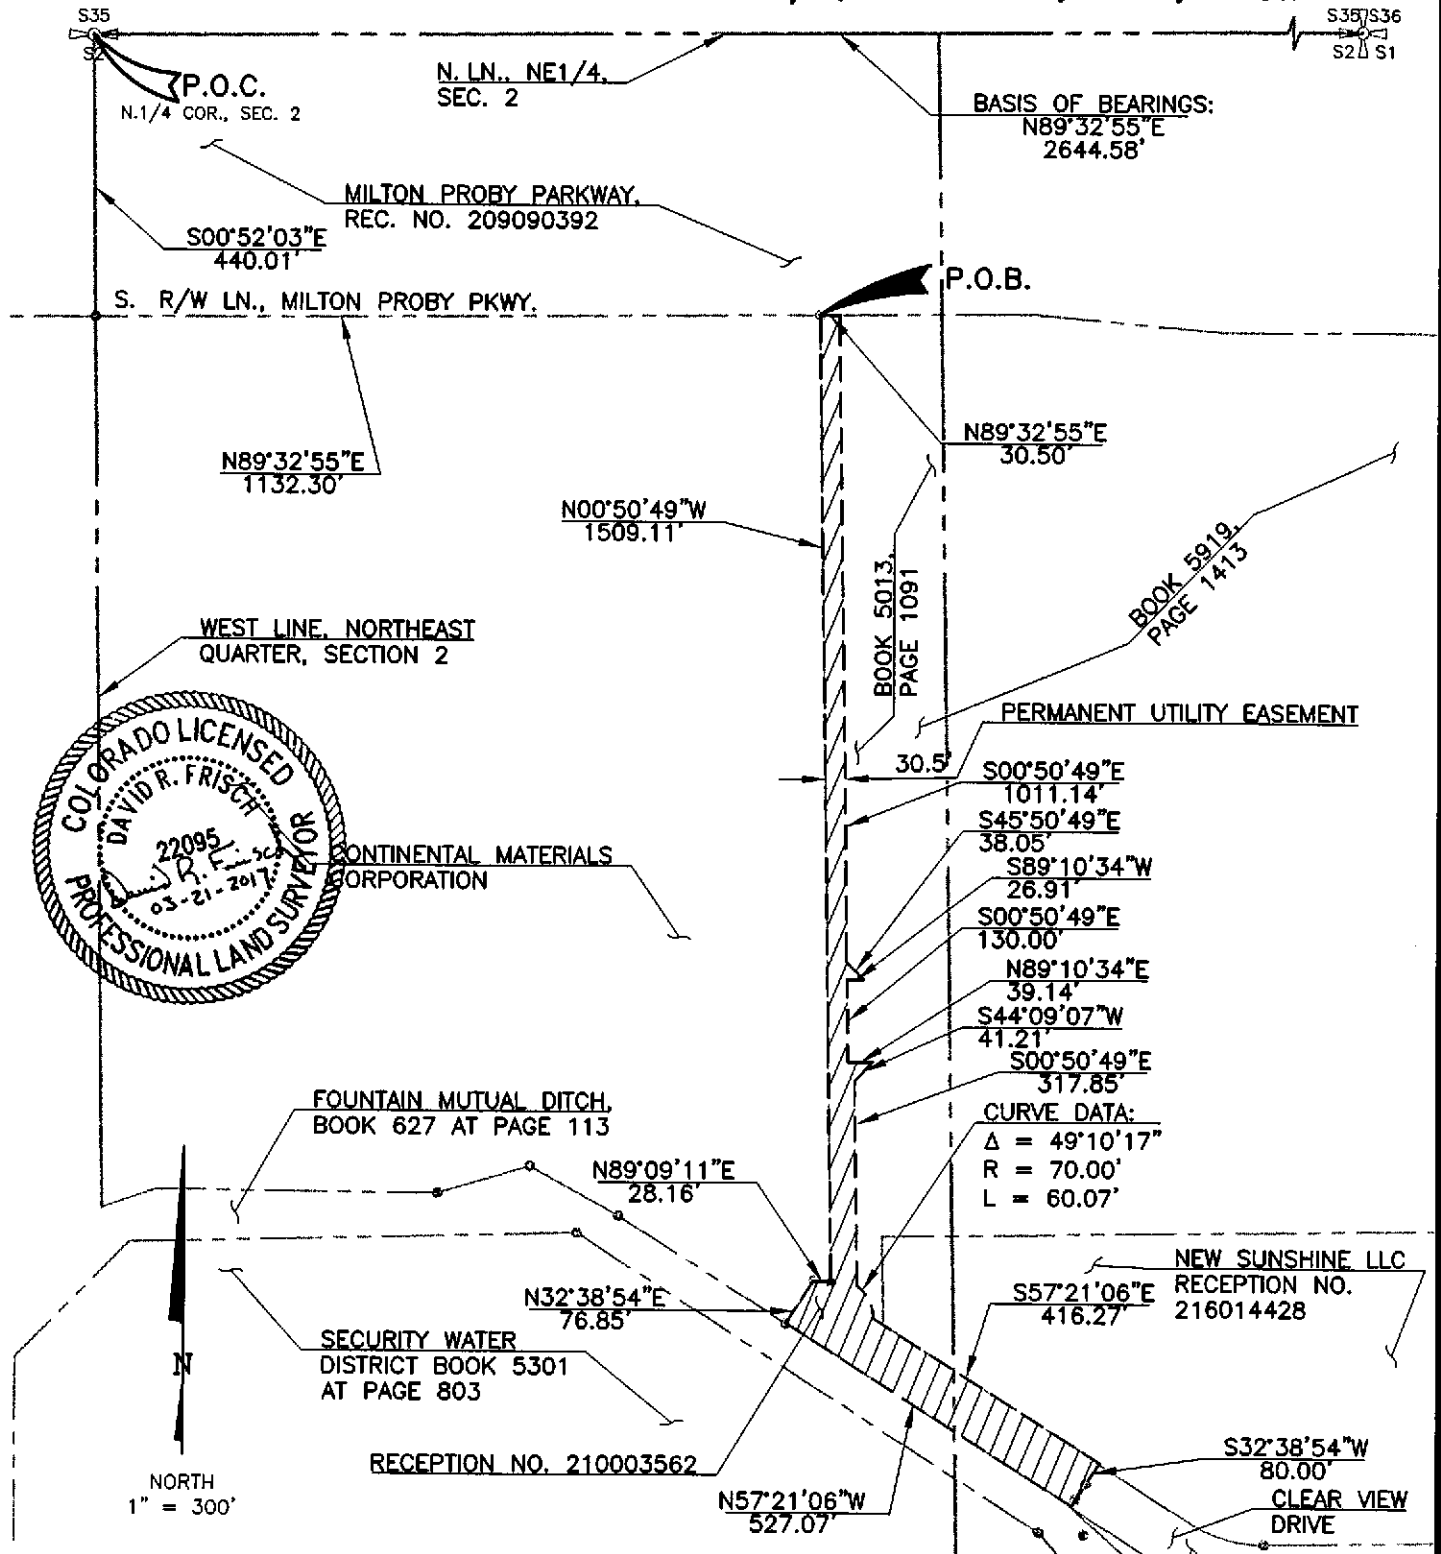 S35
S35 S36
S2
S2 S1
P.O.C.
N.1/4 COR., SEC. 2
N. LN., NE1/4,
SEC. 2
BASIS OF BEARINGS:
N89°32'55"E
2644.58'
MILTON PROBY PARKWAY,
REC. NO. 209090392
S00°52'03"E
440.01'
P.O.B.
S. R/W LN., MILTON PROBY PKWY.
N89°32'55"E
1132.30'
N89°32'55"E
30.50'
N00°50'49"W
1509.11'
BOOK 5013,
PAGE 1091
BOOK 5919,
PAGE 1413
WEST LINE, NORTHEAST
QUARTER, SECTION 2
PERMANENT UTILITY EASEMENT
30.5'
S00°50'49"E
1011.14'
S45°50'49"E
38.05'
S89°10'34"W
26.91'
S00°50'49"E
130.00'
N89°10'34"E
39.14'
S44°09'07"W
41.21'
S00°50'49"E
317.85'
COLORADO LICENSED
DAVID R. FRISCH
22095
03-21-2017
PROFESSIONAL LAND SURVEYOR
CONTINENTAL MATERIALS
CORPORATION
FOUNTAIN MUTUAL DITCH,
BOOK 627 AT PAGE 113
CURVE DATA:
Δ = 49°10'17"
R = 70.00'
L = 60.07'
N89°09'11"E
28.16'
N32°38'54"E
76.85'
S57°21'06"E
416.27'
NEW SUNSHINE LLC
RECEPTION NO.
216014428
SECURITY WATER
DISTRICT BOOK 5301
AT PAGE 803
N
NORTH
1" = 300'
RECEPTION NO. 210003562
N57°21'06"W
527.07'
S32°38'54"W
80.00'
CLEAR VIEW
DRIVE